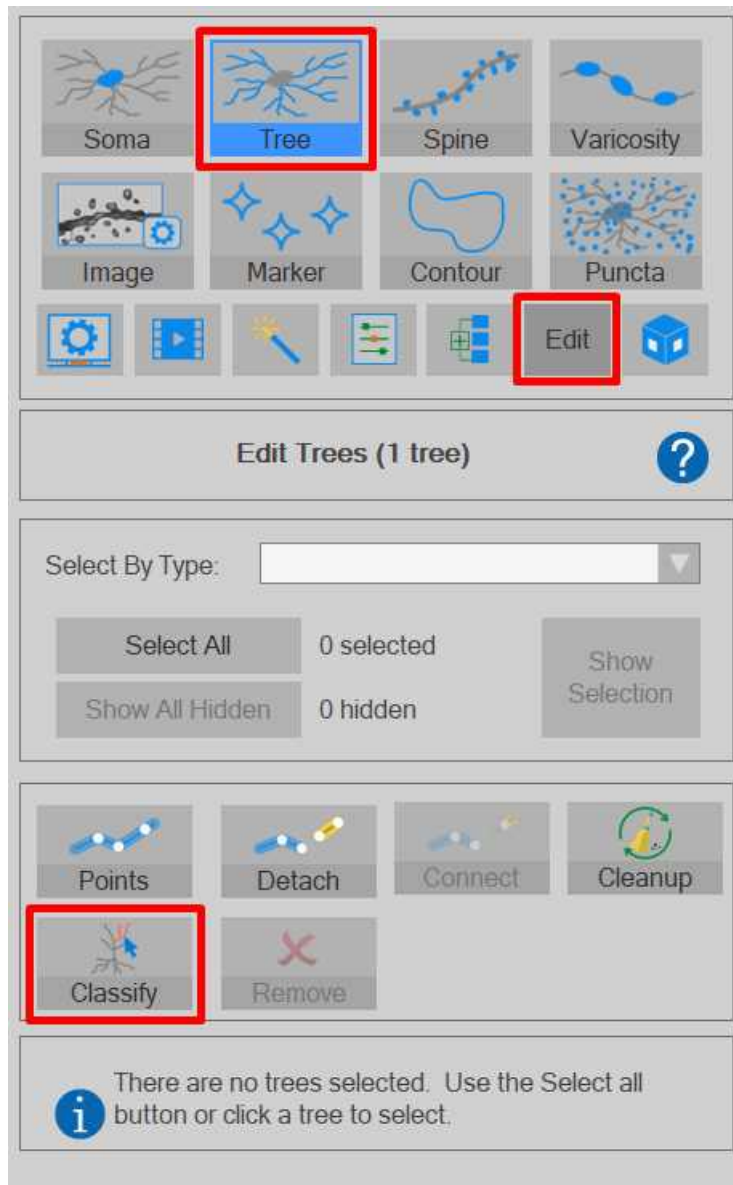 Soma Tree Spine Varicosity
Image Marker Contour Puncta
Edit
Edit Trees (1 tree)
?
Select By Type:
Select All 0 selected
Show
Selection
Show All Hidden 0 hidden
Points Detach Connect Cleanup
Classify Remove
There are no trees selected. Use the Select all
i button or click a tree to select.